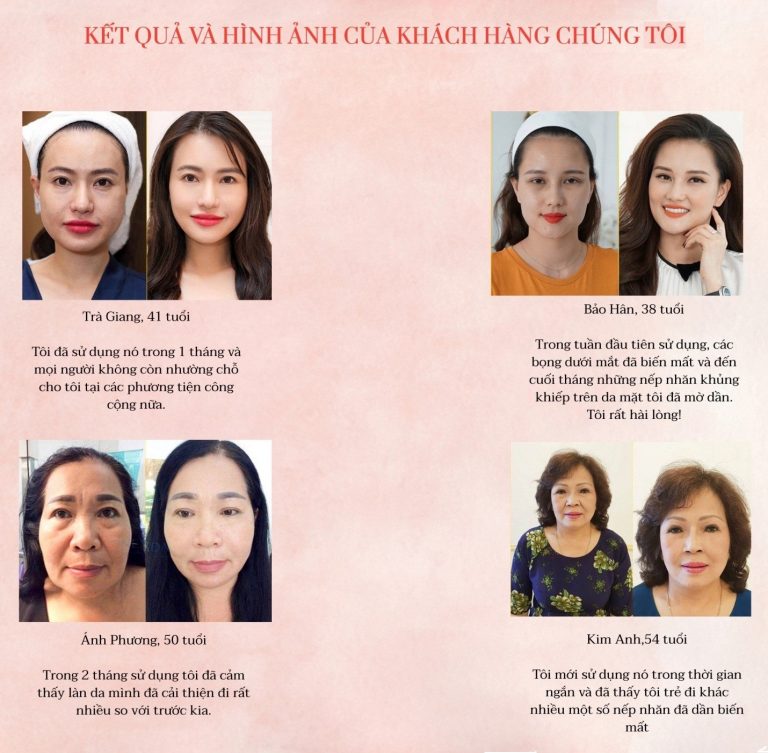 KẾT QUẢ VÀ HÌNH ẢNH CỦA KHÁCH HÀNG CHÚNG TÔI
Trà Giang, 41 tuổi
Tôi đã sử dụng nó trong 1 tháng và
mọi người không còn nhường chỗ
cho tôi tại các phương tiện công
cộng nữa.
Bảo Hân, 38 tuổi
Trong tuần đầu tiên sử dụng, các
bọng dưới mắt đã biến mất và đến
cuối tháng những nếp nhăn khủng
khiếp trên da mặt tôi đã mờ dần.
Tôi rất hài lòng!
Ánh Phương, 50 tuổi
Trong 2 tháng sử dụng tôi đã cảm
thấy làn da mình đã cải thiện đi rất
nhiều so với trước kia.
Kim Anh,54 tuổi
Tôi mới sử dụng nó trong thời gian
ngắn và đã thấy tôi trẻ đi khác
nhiều một số nếp nhăn đã dần biến
mất